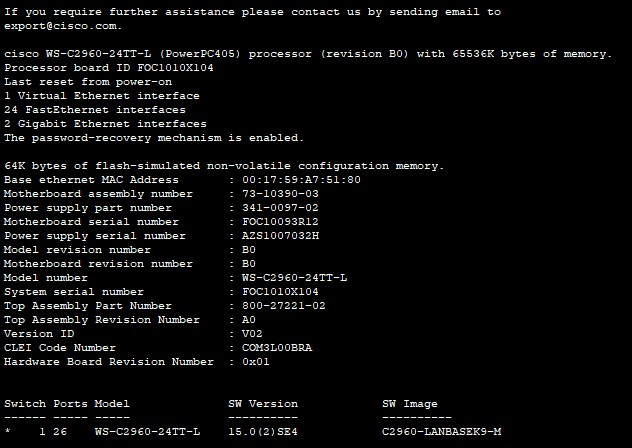 If you require further assistance please contact us by sending email to
export@cisco.com.
cisco WS-C2960-24TT-L (PowerPC405) processor (revision B0) with 65536K bytes of memory.
Processor board ID FOC1010X104
Last reset from power-on
1 Virtual Ethernet interface
24 FastEthernet interfaces
2 Gigabit Ethernet interfaces
The password-recovery mechanism is enabled.
64K bytes of flash-simulated non-volatile configuration memory.
Base ethernet MAC Address : 00:17:59:A7:51:80
Motherboard assembly number : 73-10390-03
Power supply part number : 341-0097-02
Motherboard serial number : FOC10093R12
Power supply serial number : AZS1007032H
Model revision number : B0
Motherboard revision number : B0
Model number : WS-C2960-24TT-L
System serial number : FOC1010X104
Top Assembly Part Number : 800-27221-02
Top Assembly Revision Number : A0
Version ID : V02
CLEI Code Number : COM3L00BRA
Hardware Board Revision Number : 0x01
Switch Ports Model SW Version SW Image
------ ----- ----- ---------- ----------
* 1 26 WS-C2960-24TT-L 15.0(2)SE4 C2960-LANBASEK9-M